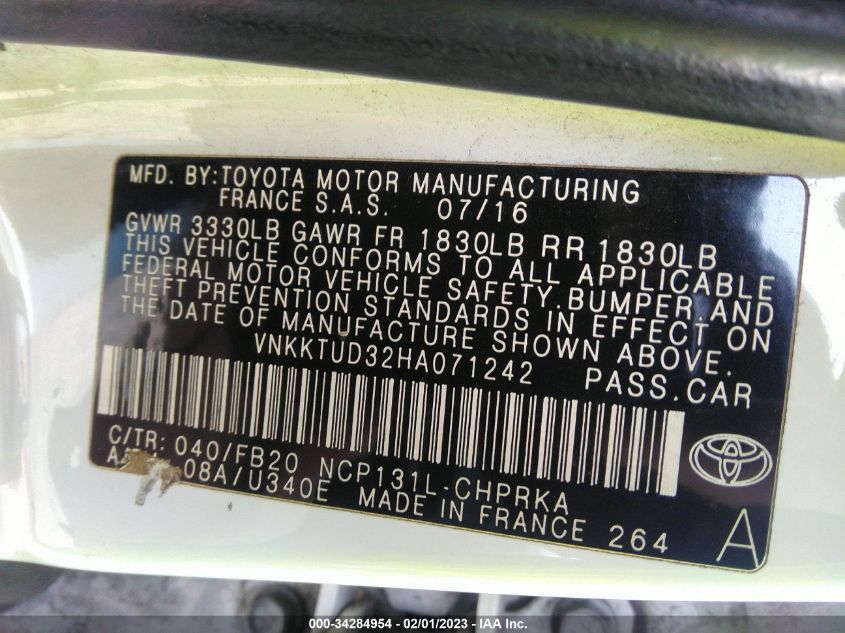 MFD. BY:TOYOTA MOTOR MANUFACTURING
FRANCE S.A.S. 07/16
GVWR 3330LB GAWR FR 1830LB RR 1830LB
THIS VEHICLE CONFORMS TO ALL APPLICABLE
FEDERAL MOTOR VEHICLE SAFETY,BUMPER,AND
THEFT PREVENTION STANDARDS IN EFFECT ON
THE DATE OF MANUFACTURE SHOWN ABOVE.
VNKKTUD32HA071242 PASS.CAR
C/TR: 040/FB20 NCP131L-CHPRKA
08A/U340E MADE IN FRANCE 264 A
000-34284954 - 02/01/2023 - IAA Inc.